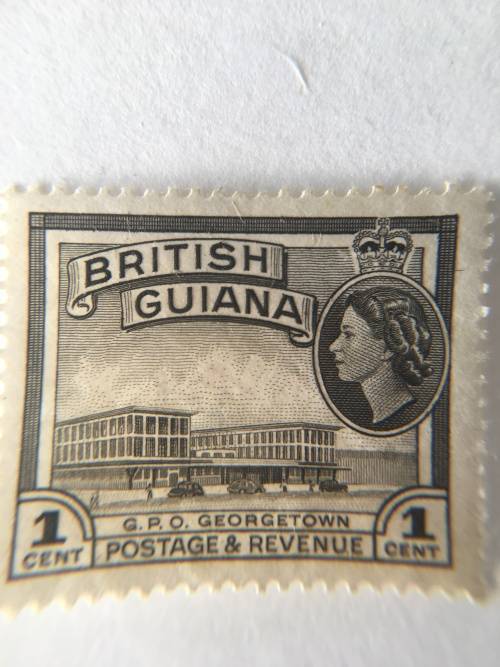 BRITISH
GUIANA
G.P.O. GEORGETOWN
1 CENT
POSTAGE & REVENUE
1 CENT